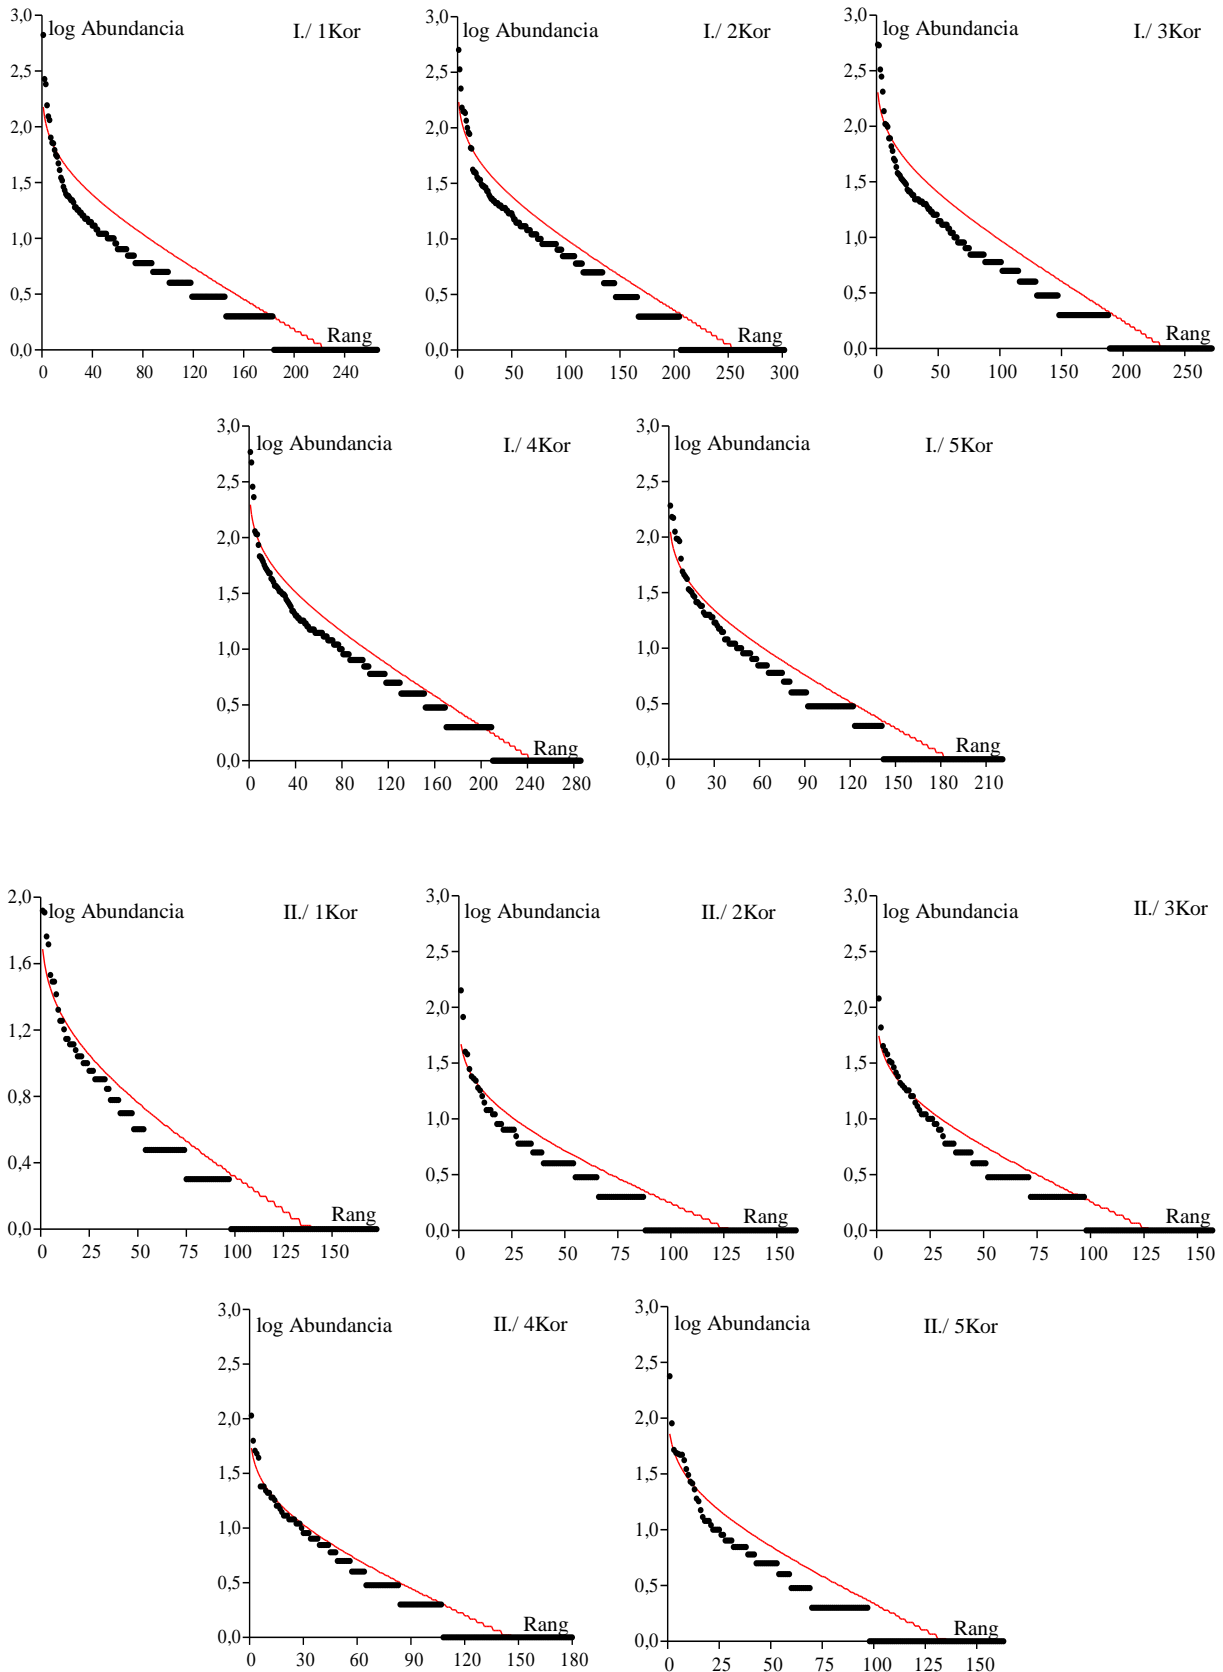 log Abundancia I./ 1Kor
3,0
2,5
2,0
1,5
1,0
0,5
0,0
Rang
0 40 80 120 160 200 240
log Abundancia I./ 2Kor
3,0
2,5
2,0
1,5
1,0
0,5
0,0
Rang
0 50 100 150 200 250 300
log Abundancia I./ 3Kor
3,0
2,5
2,0
1,5
1,0
0,5
0,0
Rang
0 50 100 150 200 250
log Abundancia I./ 4Kor
3,0
2,5
2,0
1,5
1,0
0,5
0,0
Rang
0 40 80 120 160 200 240 280
log Abundancia I./ 5Kor
3,0
2,5
2,0
1,5
1,0
0,5
0,0
Rang
0 30 60 90 120 150 180 210
log Abundancia II./ 1Kor
2,0
1,6
1,2
0,8
0.4
0,0
Rang
0 25 50 75 100 125 150
log Abundancia II./ 2Kor
3,0
2,5
2,0
1,5
1,0
0,5
0,0
Rang
0 25 50 75 100 125 150
log Abundancia II./ 3Kor
3,0
2,5
2,0
1,5
1,0
0,5
0,0
Rang
0 25 50 75 100 125 150
log Abundancia II./ 4Kor
3,0
2,5
2,0
1,5
1,0
0,5
0,0
Rang
0 30 60 90 120 150 180
log Abundancia II./ 5Kor
3,0
2,5
2,0
1,5
1,0
0,5
0,0
Rang
0 25 50 75 100 125 150